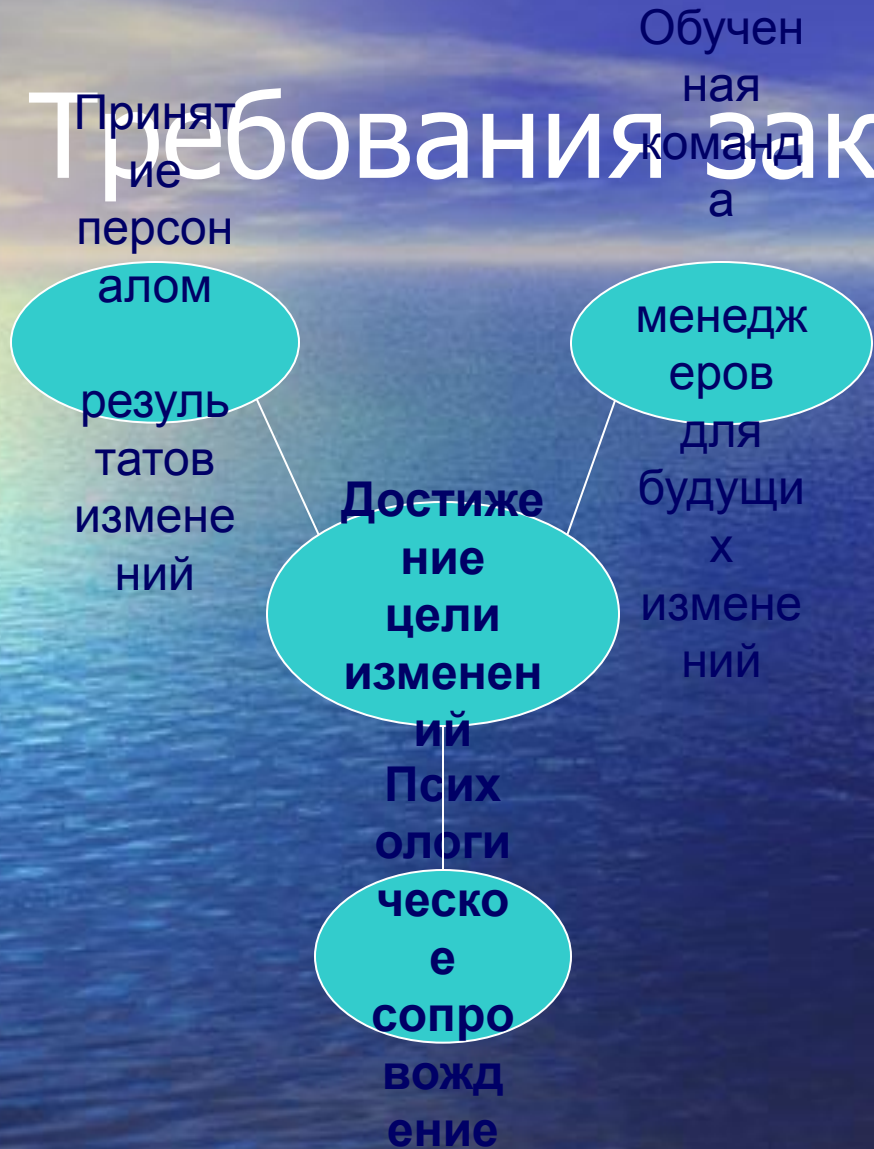 Требования зак
Принят
ие
персон
алом
резуль
татов
измене
ний
Обучен
ная
команд
а
менедж
еров
для
будущи
х
измене
ний
Достиже
ние
цели
изменен
ий
Псих
ологи
ческо
е
сопро
вожд
ение